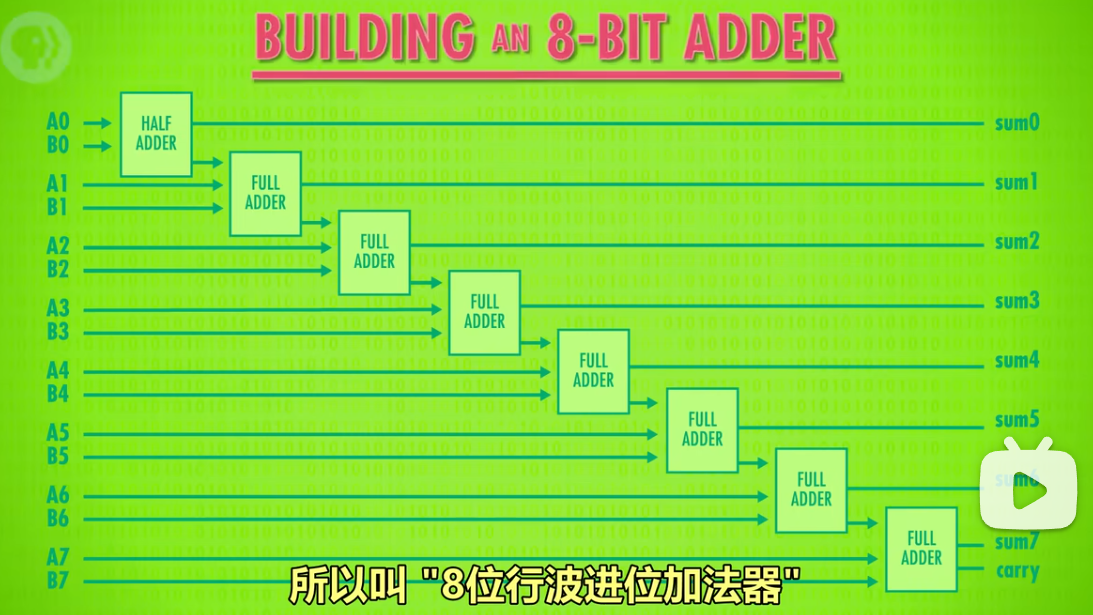 BUILDING AN 8-BIT ADDER
A0
B0
HALF
ADDER
sum0
A1
B1
FULL
ADDER
sum1
A2
B2
FULL
ADDER
sum2
A3
B3
FULL
ADDER
sum3
A4
B4
FULL
ADDER
sum4
A5
B5
FULL
ADDER
sum5
A6
B6
FULL
ADDER
sum6
A7
B7
FULL
ADDER
sum7
carry
所以叫 "8位行波进位加法器"